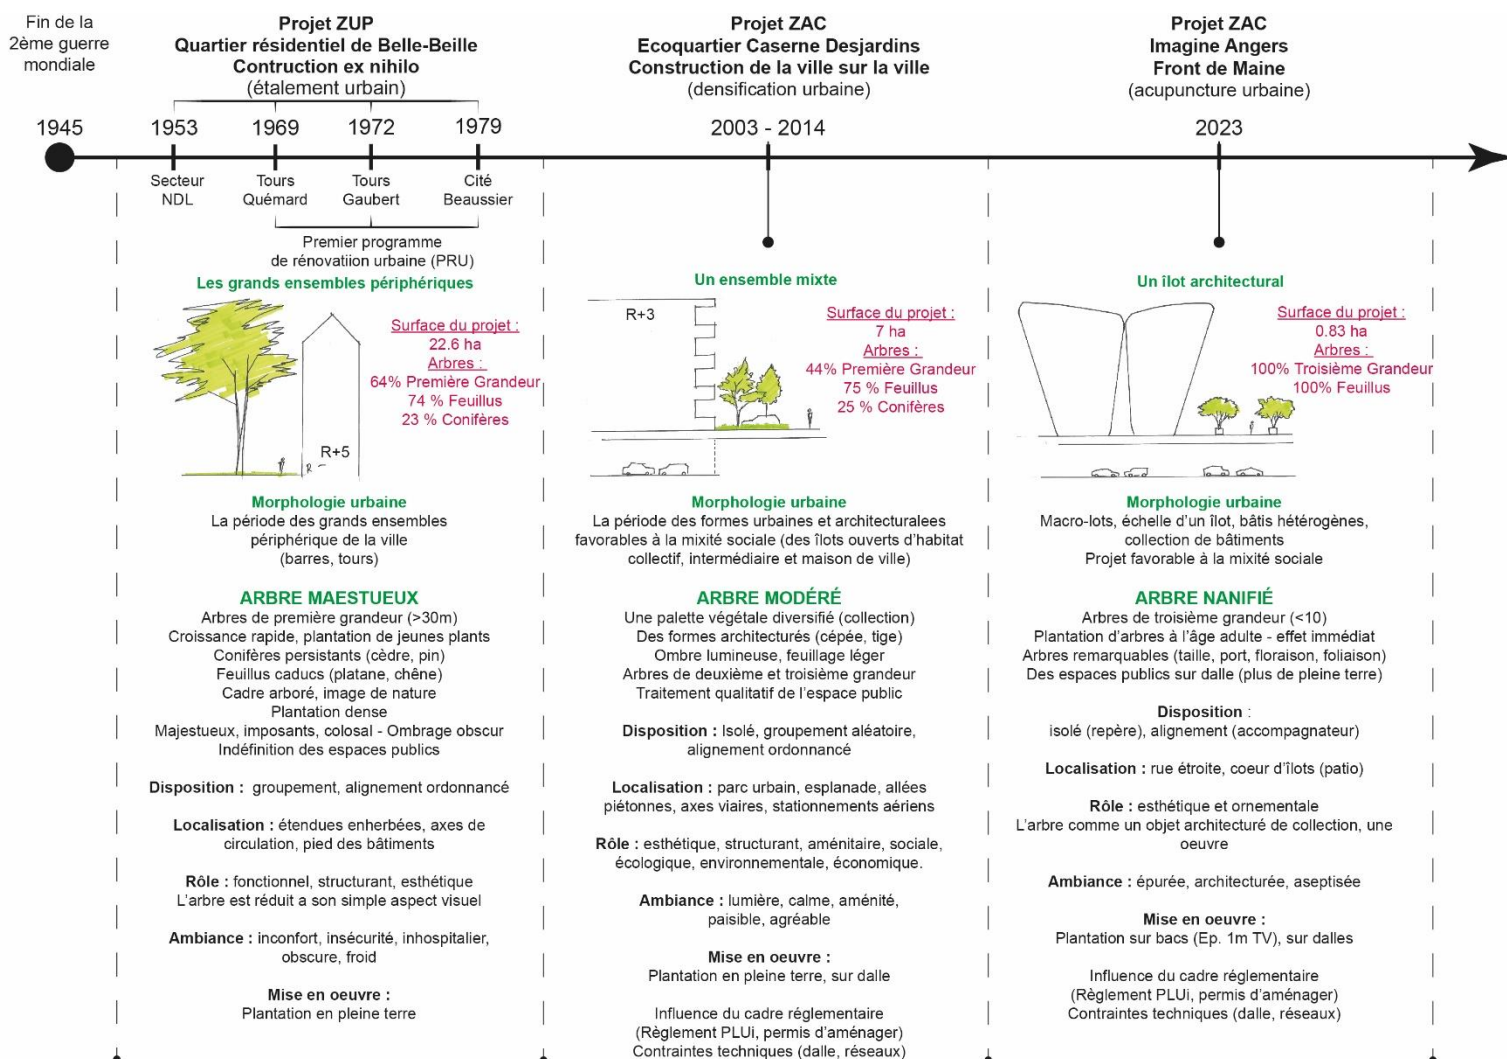 Fin de la
2ème guerre
mondiale
Projet ZUP
Quartier résidentiel de Belle-Beille
Contruction ex nihilo
(étalement urbain)
Projet ZAC
Ecoquartier Caserne Desjardins
Construction de la ville sur la ville
(densification urbaine)
Projet ZAC
Imagine Angers
Front de Maine
(acupuncture urbaine)
1945
1953
1969
1972
1979
2003 - 2014
2023
Secteur
NDL
Tours
Quémard
Tours
Gaubert
Cité
Beaussier
Premier programme
de rénovatiion urbaine (PRU)
Les grands ensembles périphériques
Surface du projet :
22.6 ha
Arbres :
64% Première Grandeur
74 % Feuillus
23 % Conifères
R+5
Morphologie urbaine
La période des grands ensembles
périphérique de la ville
(barres, tours)
ARBRE MAESTUEUX
Arbres de première grandeur (>30m)
Croissance rapide, plantation de jeunes plants
Conifères persistants (cèdre, pin)
Feuillus caducs (platane, chêne)
Cadre arboré, image de nature
Plantation dense
Majestueux, imposants, colosal - Ombrage obscur
Indéfinition des espaces publics
Disposition : groupement, alignement ordonnancé
Localisation : étendues enherbées, axes de
circulation, pied des bâtiments
Rôle : fonctionnel, structurant, esthétique
L'arbre est réduit a son simple aspect visuel
Ambiance : inconfort, insécurité, inhospitalier,
obscure, froid
Mise en oeuvre :
Plantation en pleine terre
Un ensemble mixte
R+3
Surface du projet :
7 ha
Arbres :
44% Première Grandeur
75 % Feuillus
25 % Conifères
Morphologie urbaine
La période des formes urbaines et architecturalees
favorables à la mixité sociale (des îlots ouverts d'habitat
collectif, intermédiaire et maison de ville)
ARBRE MODÉRÉ
Une palette végétale diversifié (collection)
Des formes architecturés (cépée, tige)
Ombre lumineuse, feuillage léger
Arbres de deuxième et troisième grandeur
Traitement qualitatif de l'espace public
Disposition : Isolé, groupement aléatoire,
alignement ordonnancé
Localisation : parc urbain, esplanade, allées
piétonnes, axes viaires, stationnements aériens
Rôle : esthétique, structurant, aménitaire, sociale,
écologique, environnementale, économique.
Ambiance : lumière, calme, aménité,
paisible, agréable
Mise en oeuvre :
Plantation en pleine terre, sur dalle
Influence du cadre réglementaire
(Règlement PLUi, permis d'aménager)
Contraintes techniques (dalle, réseaux)
Un îlot architectural
Surface du projet :
0.83 ha
Arbres :
100% Troisième Grandeur
100% Feuillus
Morphologie urbaine
Macro-lots, échelle d'un îlot, bâtis hétérogènes,
collection de bâtiments
Projet favorable à la mixité sociale
ARBRE NANIFIÉ
Arbres de troisième grandeur (<10)
Plantation d'arbres à l'âge adulte - effet immédiat
Arbres remarquables (taille, port, floraison, foliaison)
Des espaces publics sur dalle (plus de pleine terre)
Disposition :
isolé (repère), alignement (accompagnateur)
Localisation : rue étroite, coeur d'îlots (patio)
Rôle : esthétique et ornementale
L'arbre comme un objet architecturé de collection, une
oeuvre
Ambiance : épurée, architecturée, aseptisée
Mise en oeuvre :
Plantation sur bacs (Ep. 1m TV), sur dalles
Influence du cadre réglementaire
(Règlement PLUi, permis d'aménager)
Contraintes techniques (dalle, réseaux)